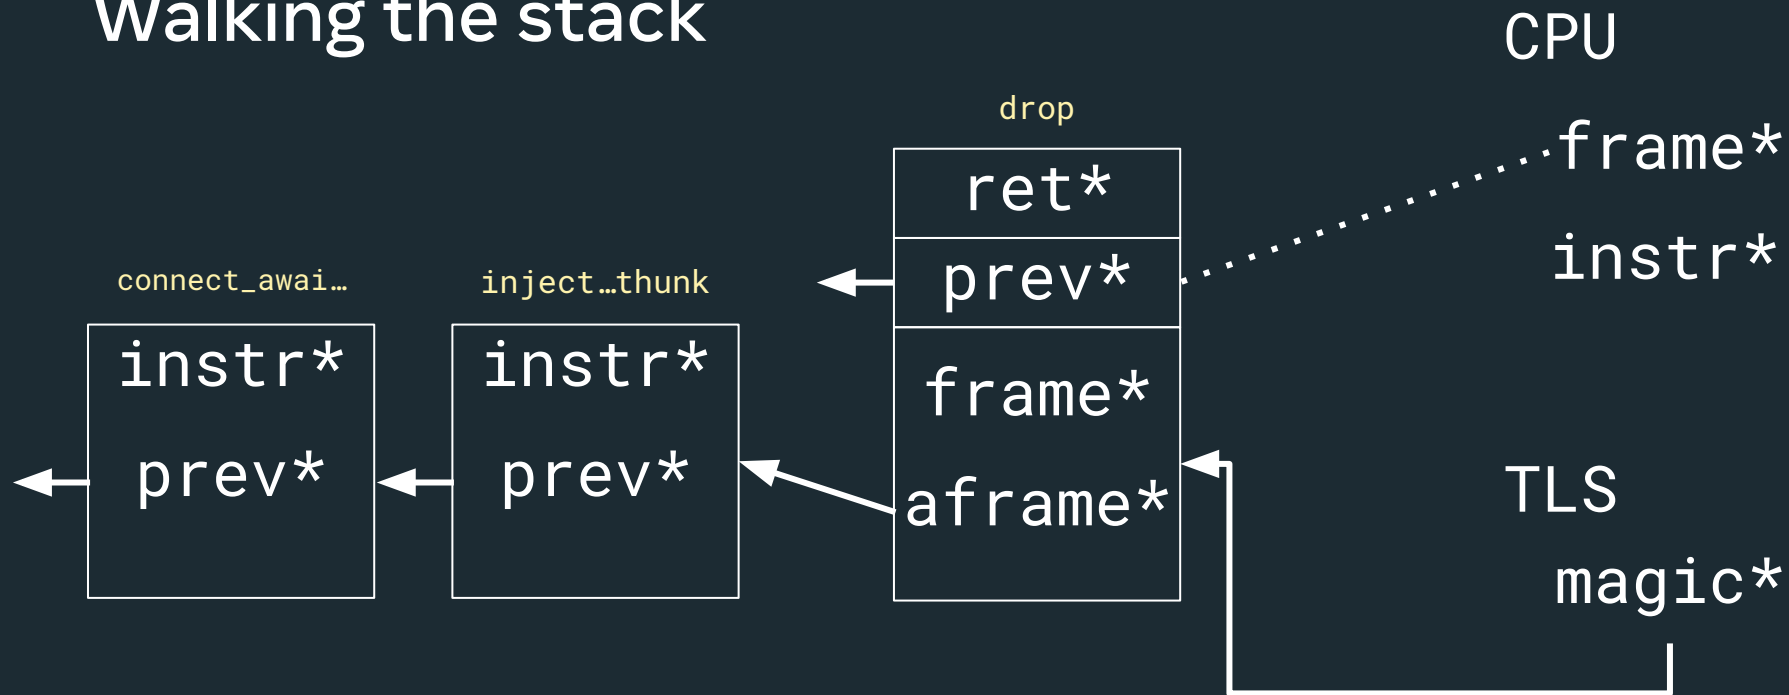 Walking the stack
CPU
frame*
instr*
drop
ret*
prev*
frame*
aframe*
connect_awai…
instr*
prev*
inject…thunk
instr*
prev*
TLS
magic*